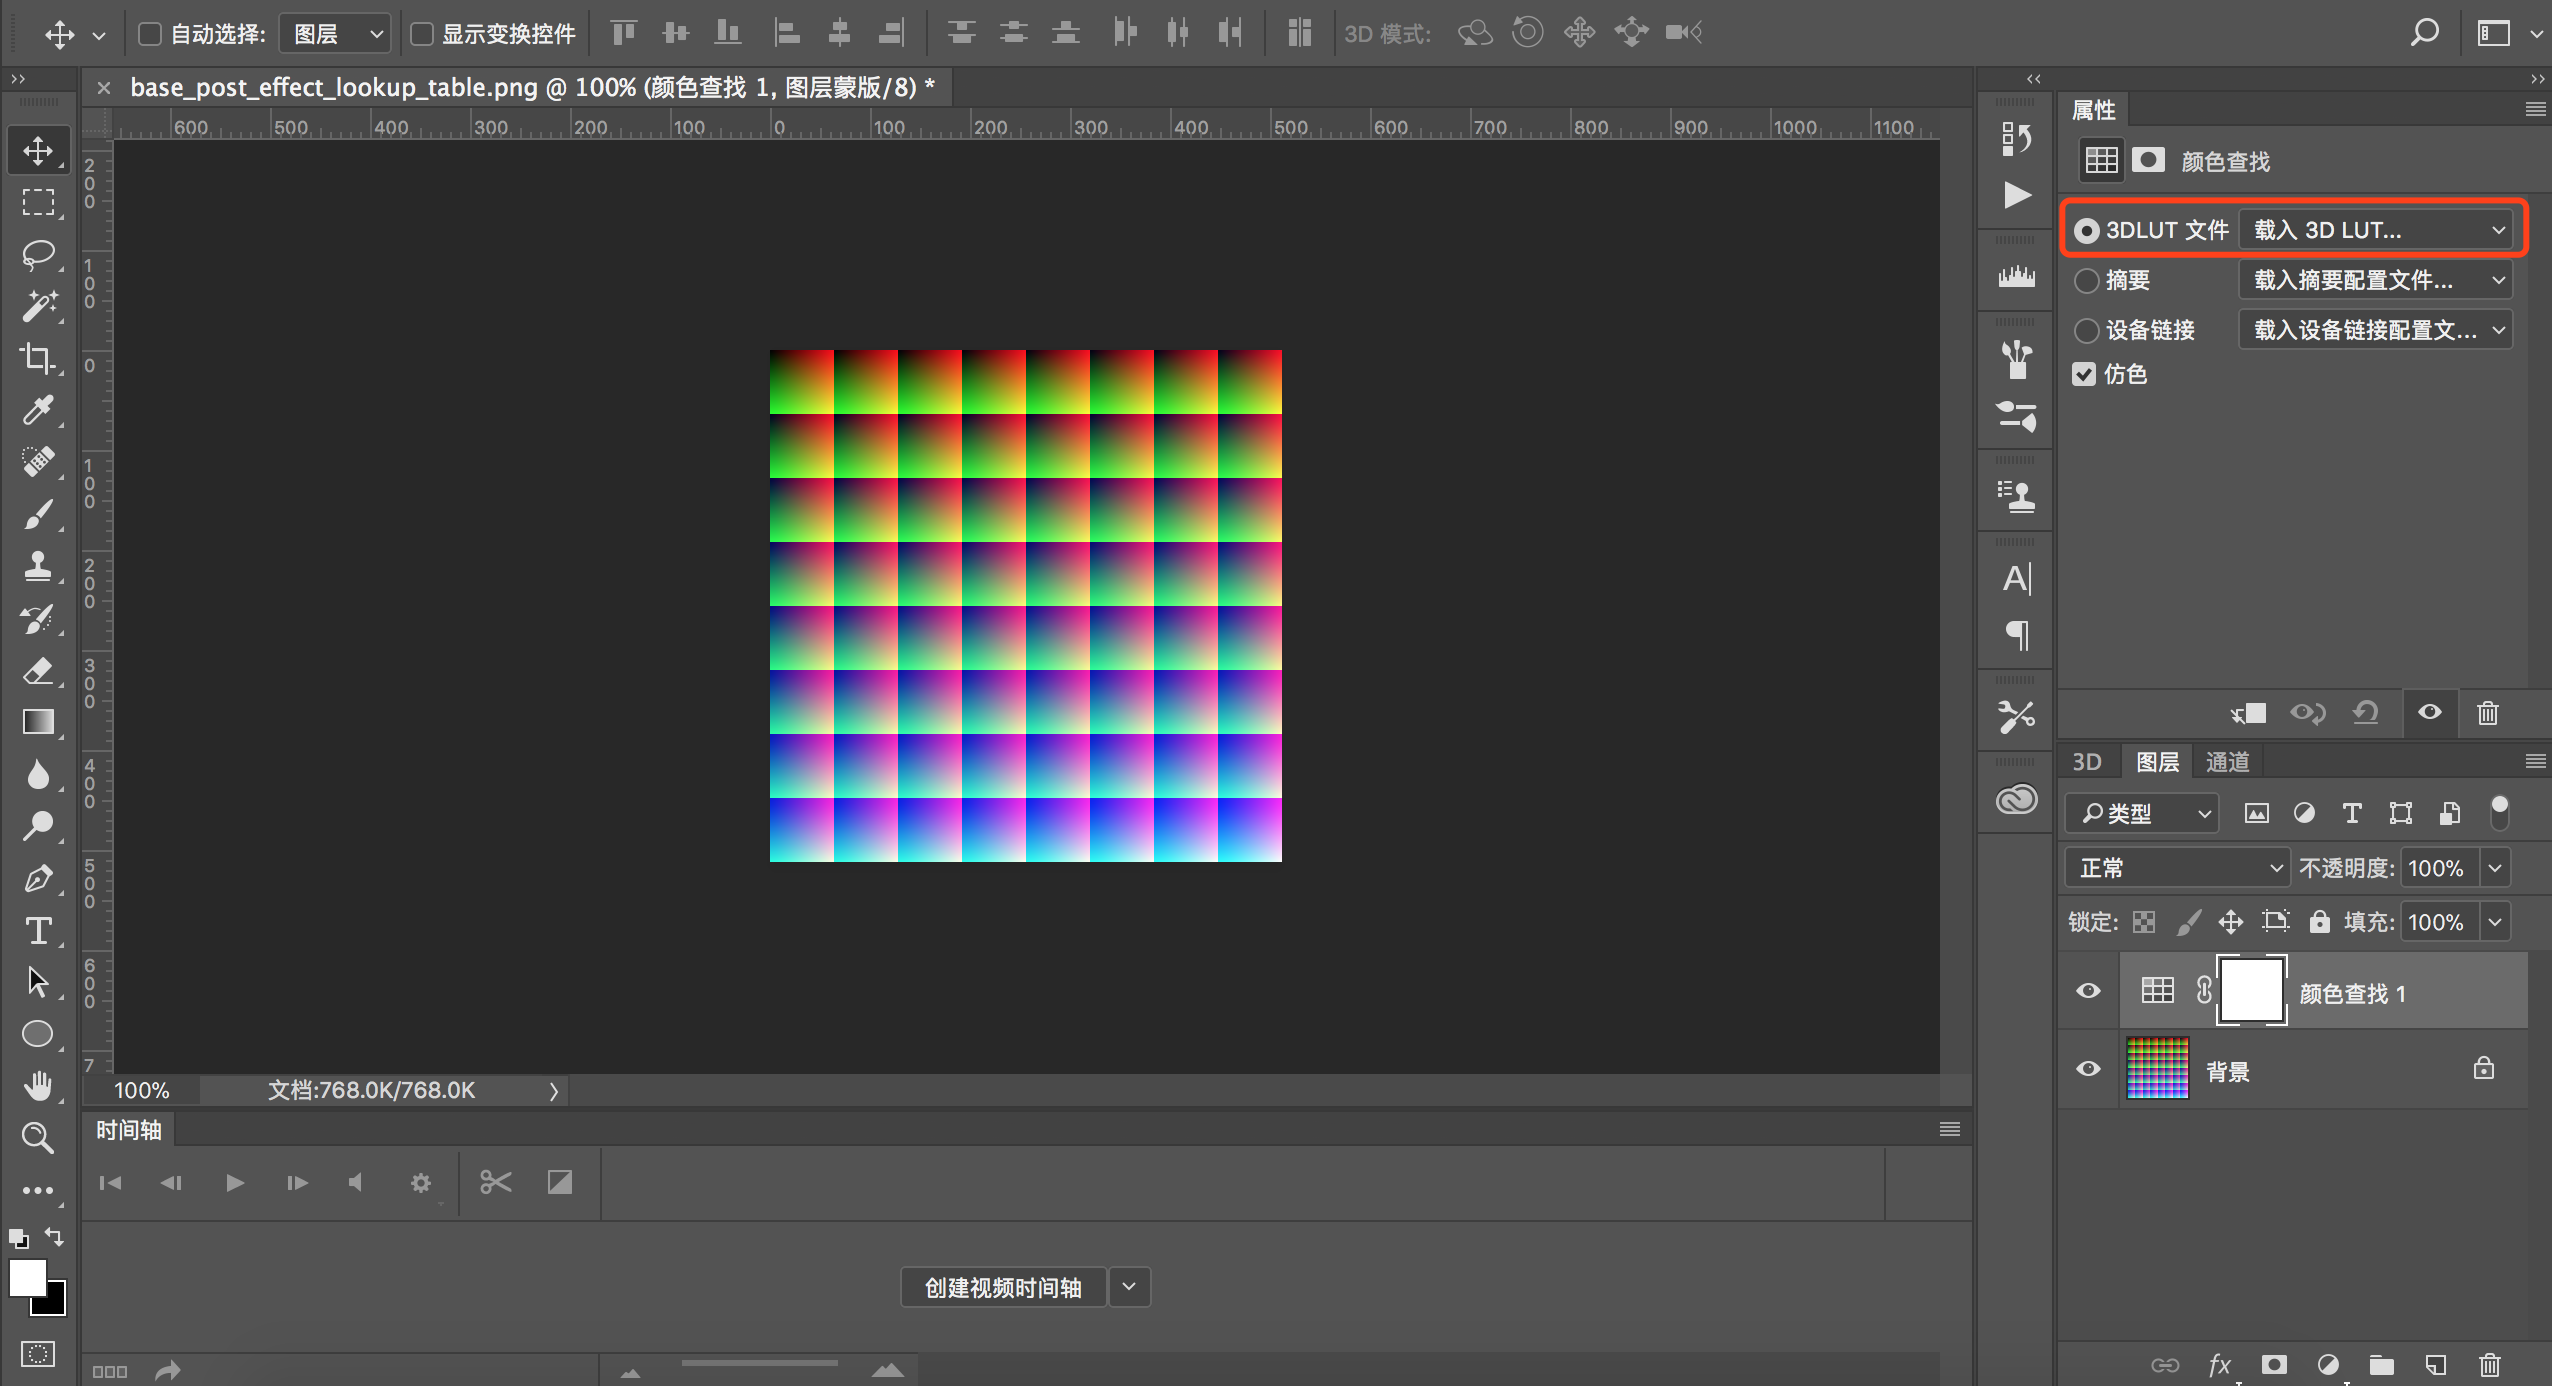 自动选择:
图层
显示变换控件
3D 模式:
base_post_effect_lookup_table.png @ 100% (颜色查找 1, 图层蒙版/8) *
600 500 400 300 200 100 0 100 200 300 400 500 600 700 800 900 1000 1100
200
100
0
100
200
300
400
500
600
7
属性
颜色查找
3DLUT 文件
载入 3D LUT...
摘要
载入摘要配置文件...
设备链接
载入设备链接配置文...
仿色
A|
3D
图层
通道
类型
正常
不透明度: 100%
锁定:
填充: 100%
颜色查找 1
背景
fx
100%
文档:768.0K/768.0K
时间轴
创建视频时间轴